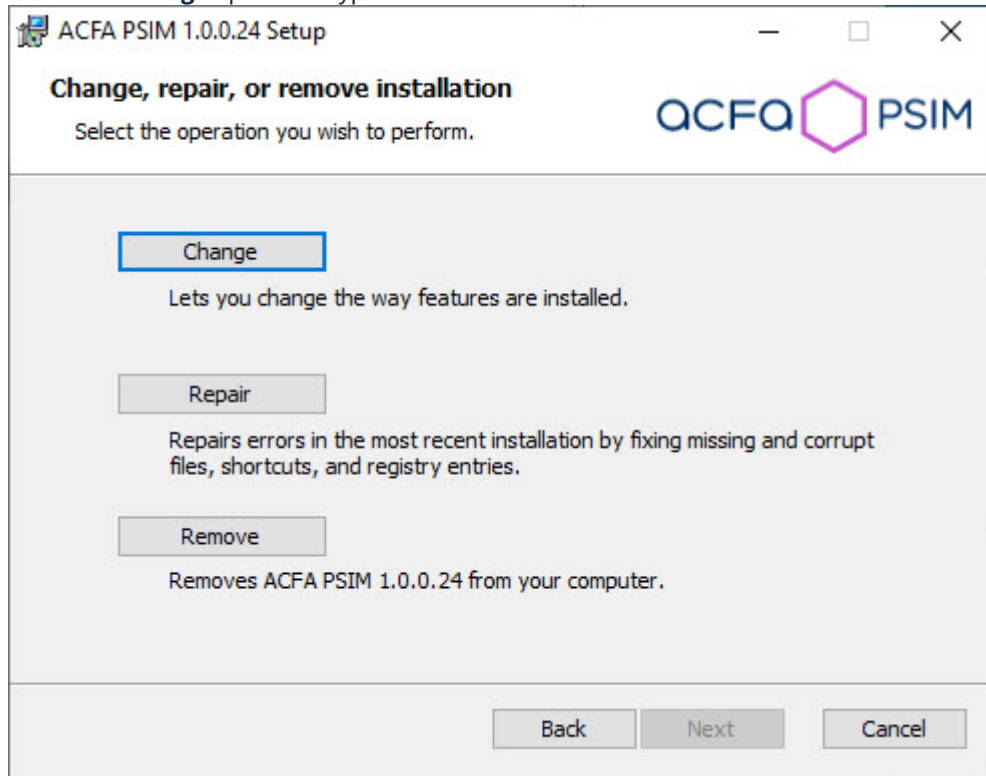 ACFA PSIM 1.0.0.24 Setup
Change, repair, or remove installation
Select the operation you wish to perform.
acfa PSIM
Change
Lets you change the way features are installed.
Repair
Repairs errors in the most recent installation by fixing missing and corrupt
files, shortcuts, and registry entries.
Remove
Removes ACFA PSIM 1.0.0.24 from your computer.
Back
Next
Cancel